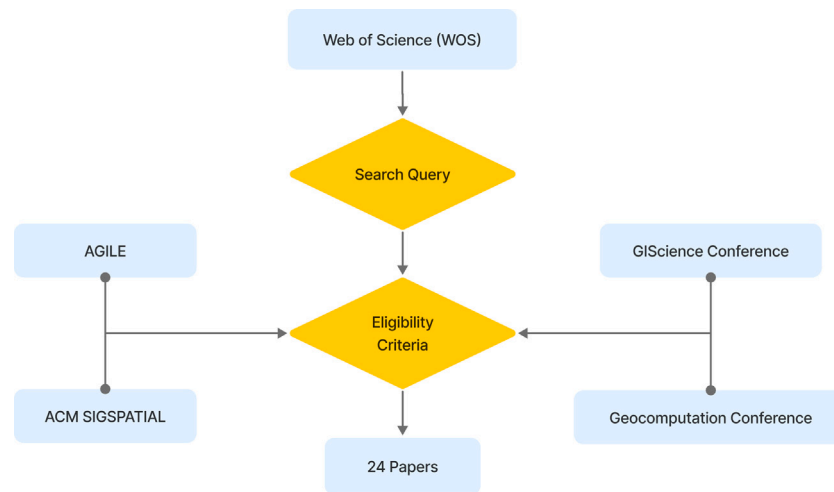 Web of Science (WOS)
Search Query
AGILE
GIScience Conference
Eligibility
Criteria
ACM SIGSPATIAL
Geocomputation Conference
24 Papers